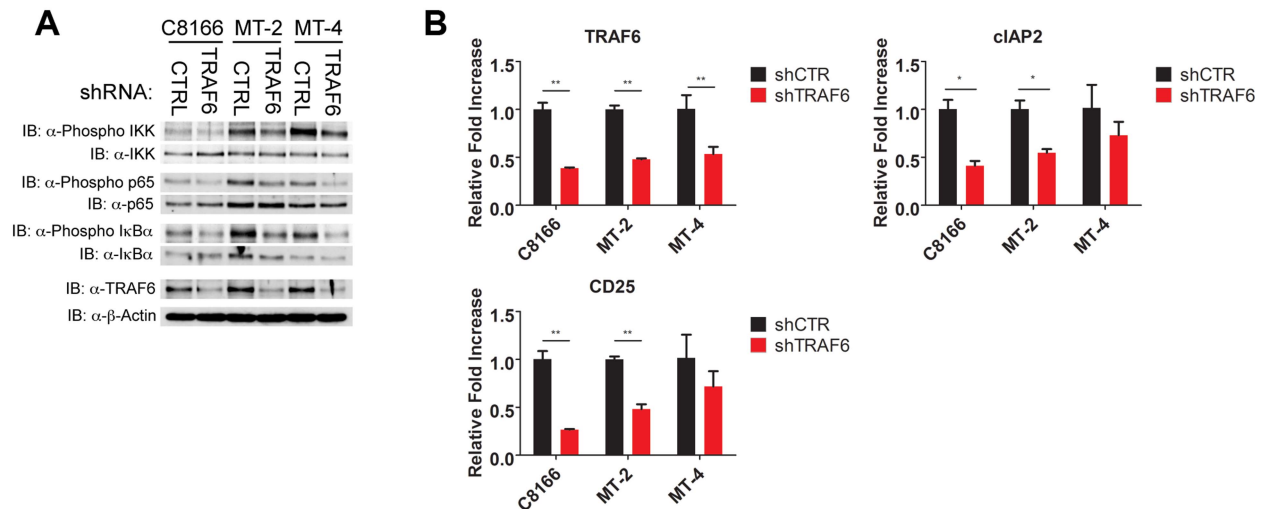 A
C8166 MT-2 MT-4
shRNA: CTRL TRAF6 CTRL TRAF6 CTRL TRAF6
IB: α-Phospho IKK
IB: α-IKK
IB: α-Phospho p65
IB: α-p65
IB: α-Phospho IκBα
IB: α-IκBα
IB: α-TRAF6
IB: α-β-Actin
B
TRAF6
Relative Fold Increase
1.5
1.0
0.5
0.0
** ** **
C8166 MT-2 MT-4
shCTR
shTRAF6
cIAP2
Relative Fold Increase
1.5
1.0
0.5
0.0
* *
C8166 MT-2 MT-4
shCTR
shTRAF6
CD25
Relative Fold Increase
1.5
1.0
0.5
0.0
** **
C8166 MT-2 MT-4
shCTR
shTRAF6